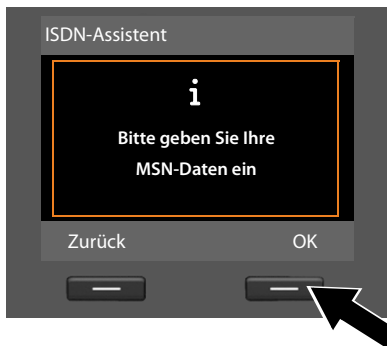 ISDN-Assistent
i
Bitte geben Sie Ihre
MSN-Daten ein
Zurück OK